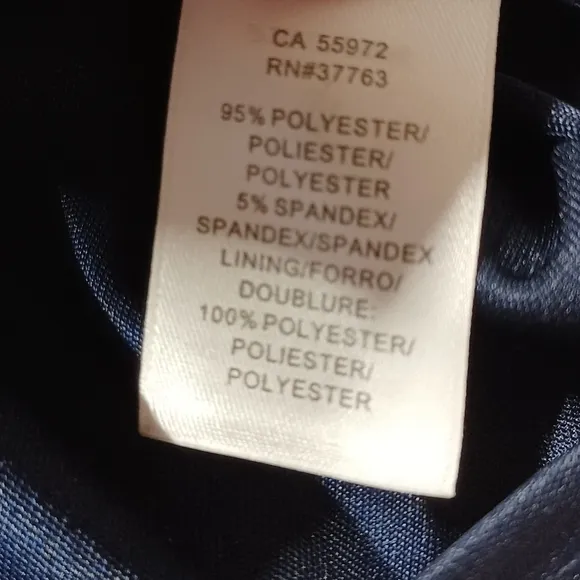 CA 55972
RN#37763
95% POLYESTER/
POLIESTER/
POLYESTER
5% SPANDEX/
SPANDEX/SPANDEX
LINING/FORRO/
DOUBLURE:
100% POLYESTER/
POLIESTER/
POLYESTER